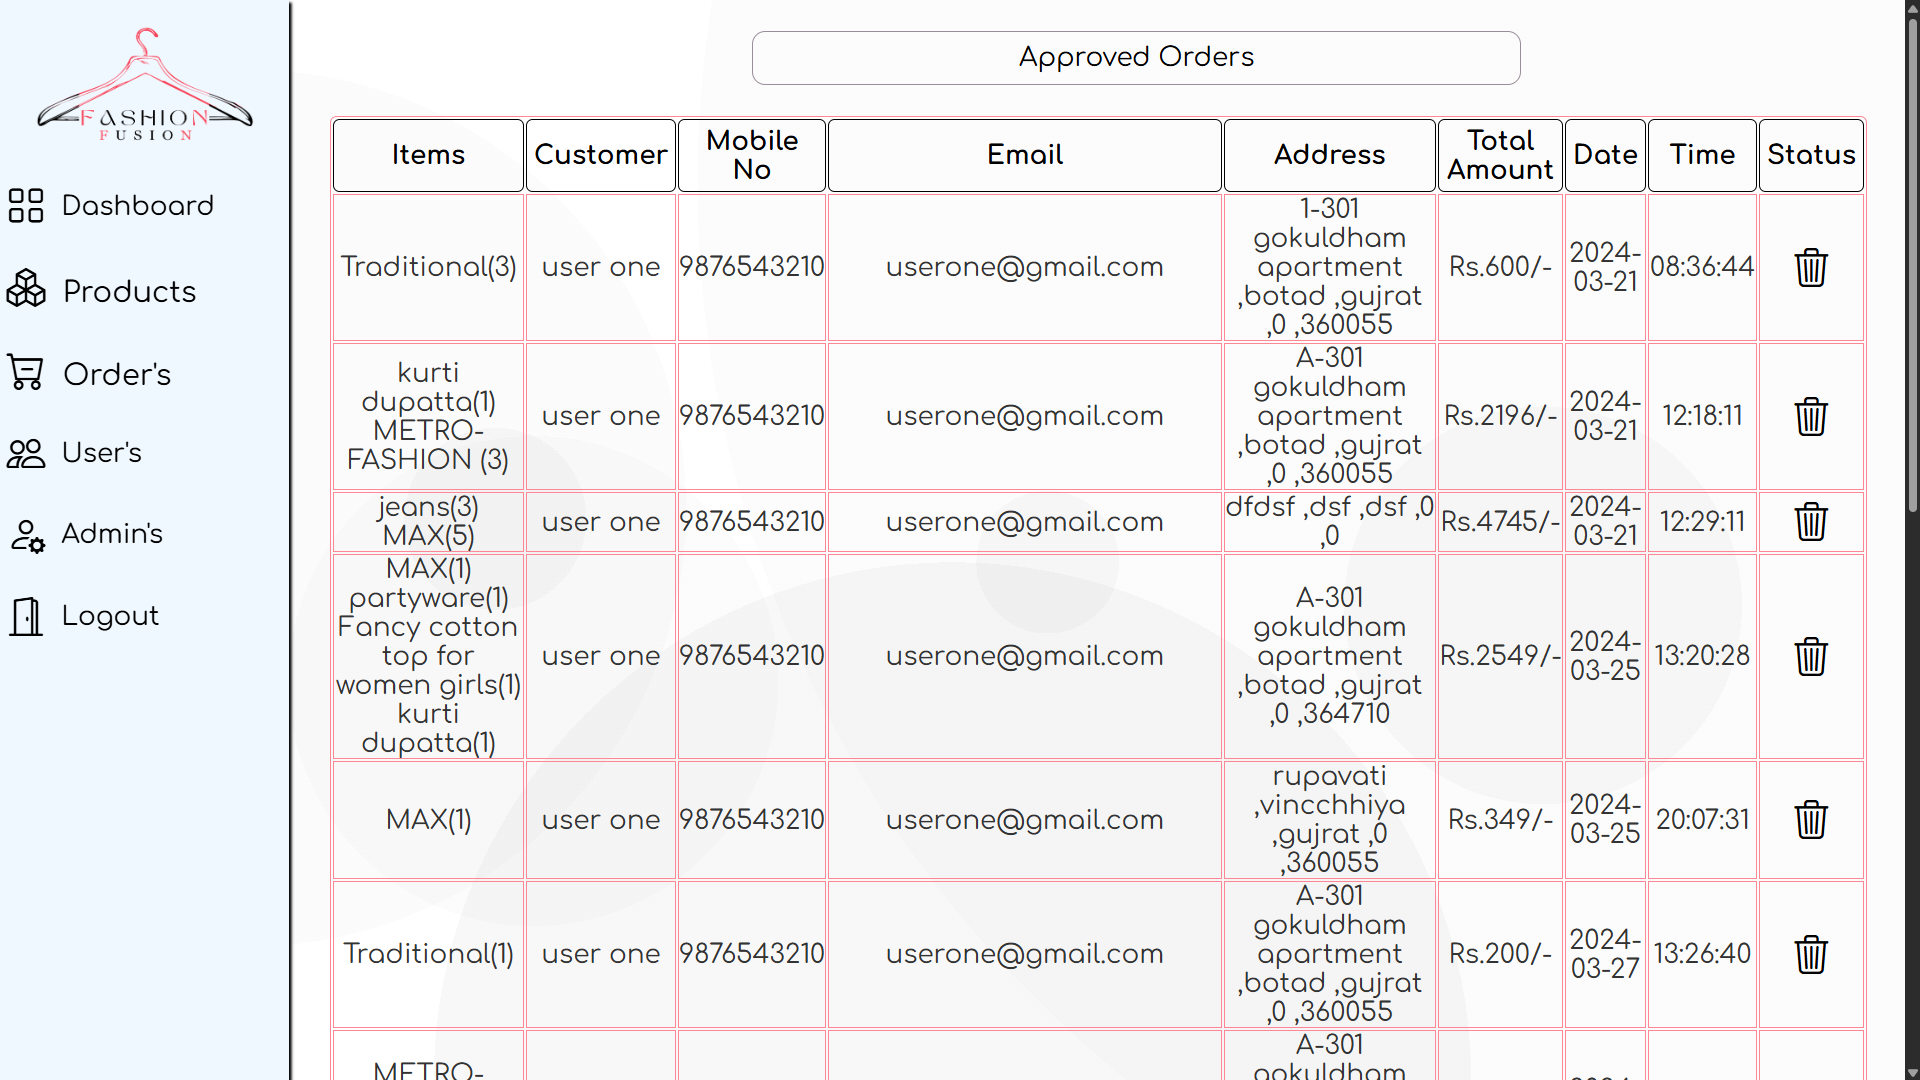 FASHION
FUSION
Dashboard
Products
Order's
User's
Admin's
Logout
Approved Orders
Items Customer Mobile No Email Address Total Amount Date Time Status
Traditional(3) user one 9876543210 userone@gmail.com 1-301 gokuldham apartment ,botad ,gujrat ,0 ,360055 Rs.600/- 2024-03-21 08:36:44
kurti dupatta(1) METRO-FASHION (3) user one 9876543210 userone@gmail.com A-301 gokuldham apartment ,botad ,gujrat ,0 ,360055 Rs.2196/- 2024-03-21 12:18:11
jeans(3) MAX(5) user one 9876543210 userone@gmail.com dfdsf ,dsf ,dsf ,0 ,0 Rs.4745/- 2024-03-21 12:29:11
MAX(1) partyware(1) Fancy cotton top for women girls(1) kurti dupatta(1) user one 9876543210 userone@gmail.com A-301 gokuldham apartment ,botad ,gujrat ,0 ,364710 Rs.2549/- 2024-03-25 13:20:28
MAX(1) user one 9876543210 userone@gmail.com rupavati ,vincchhiya ,gujrat ,0 ,360055 Rs.349/- 2024-03-25 20:07:31
Traditional(1) user one 9876543210 userone@gmail.com A-301 gokuldham apartment ,botad ,gujrat ,0 ,360055 Rs.200/- 2024-03-27 13:26:40
METRO- A-301 gokuldham